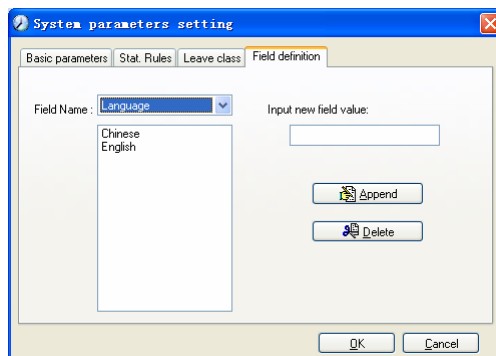 System parameters setting
Basic parameters Stat. Rules Leave class Field definition
Field Name : Language
Input new field value:
Chinese
English
Append
Delete
OK Cancel